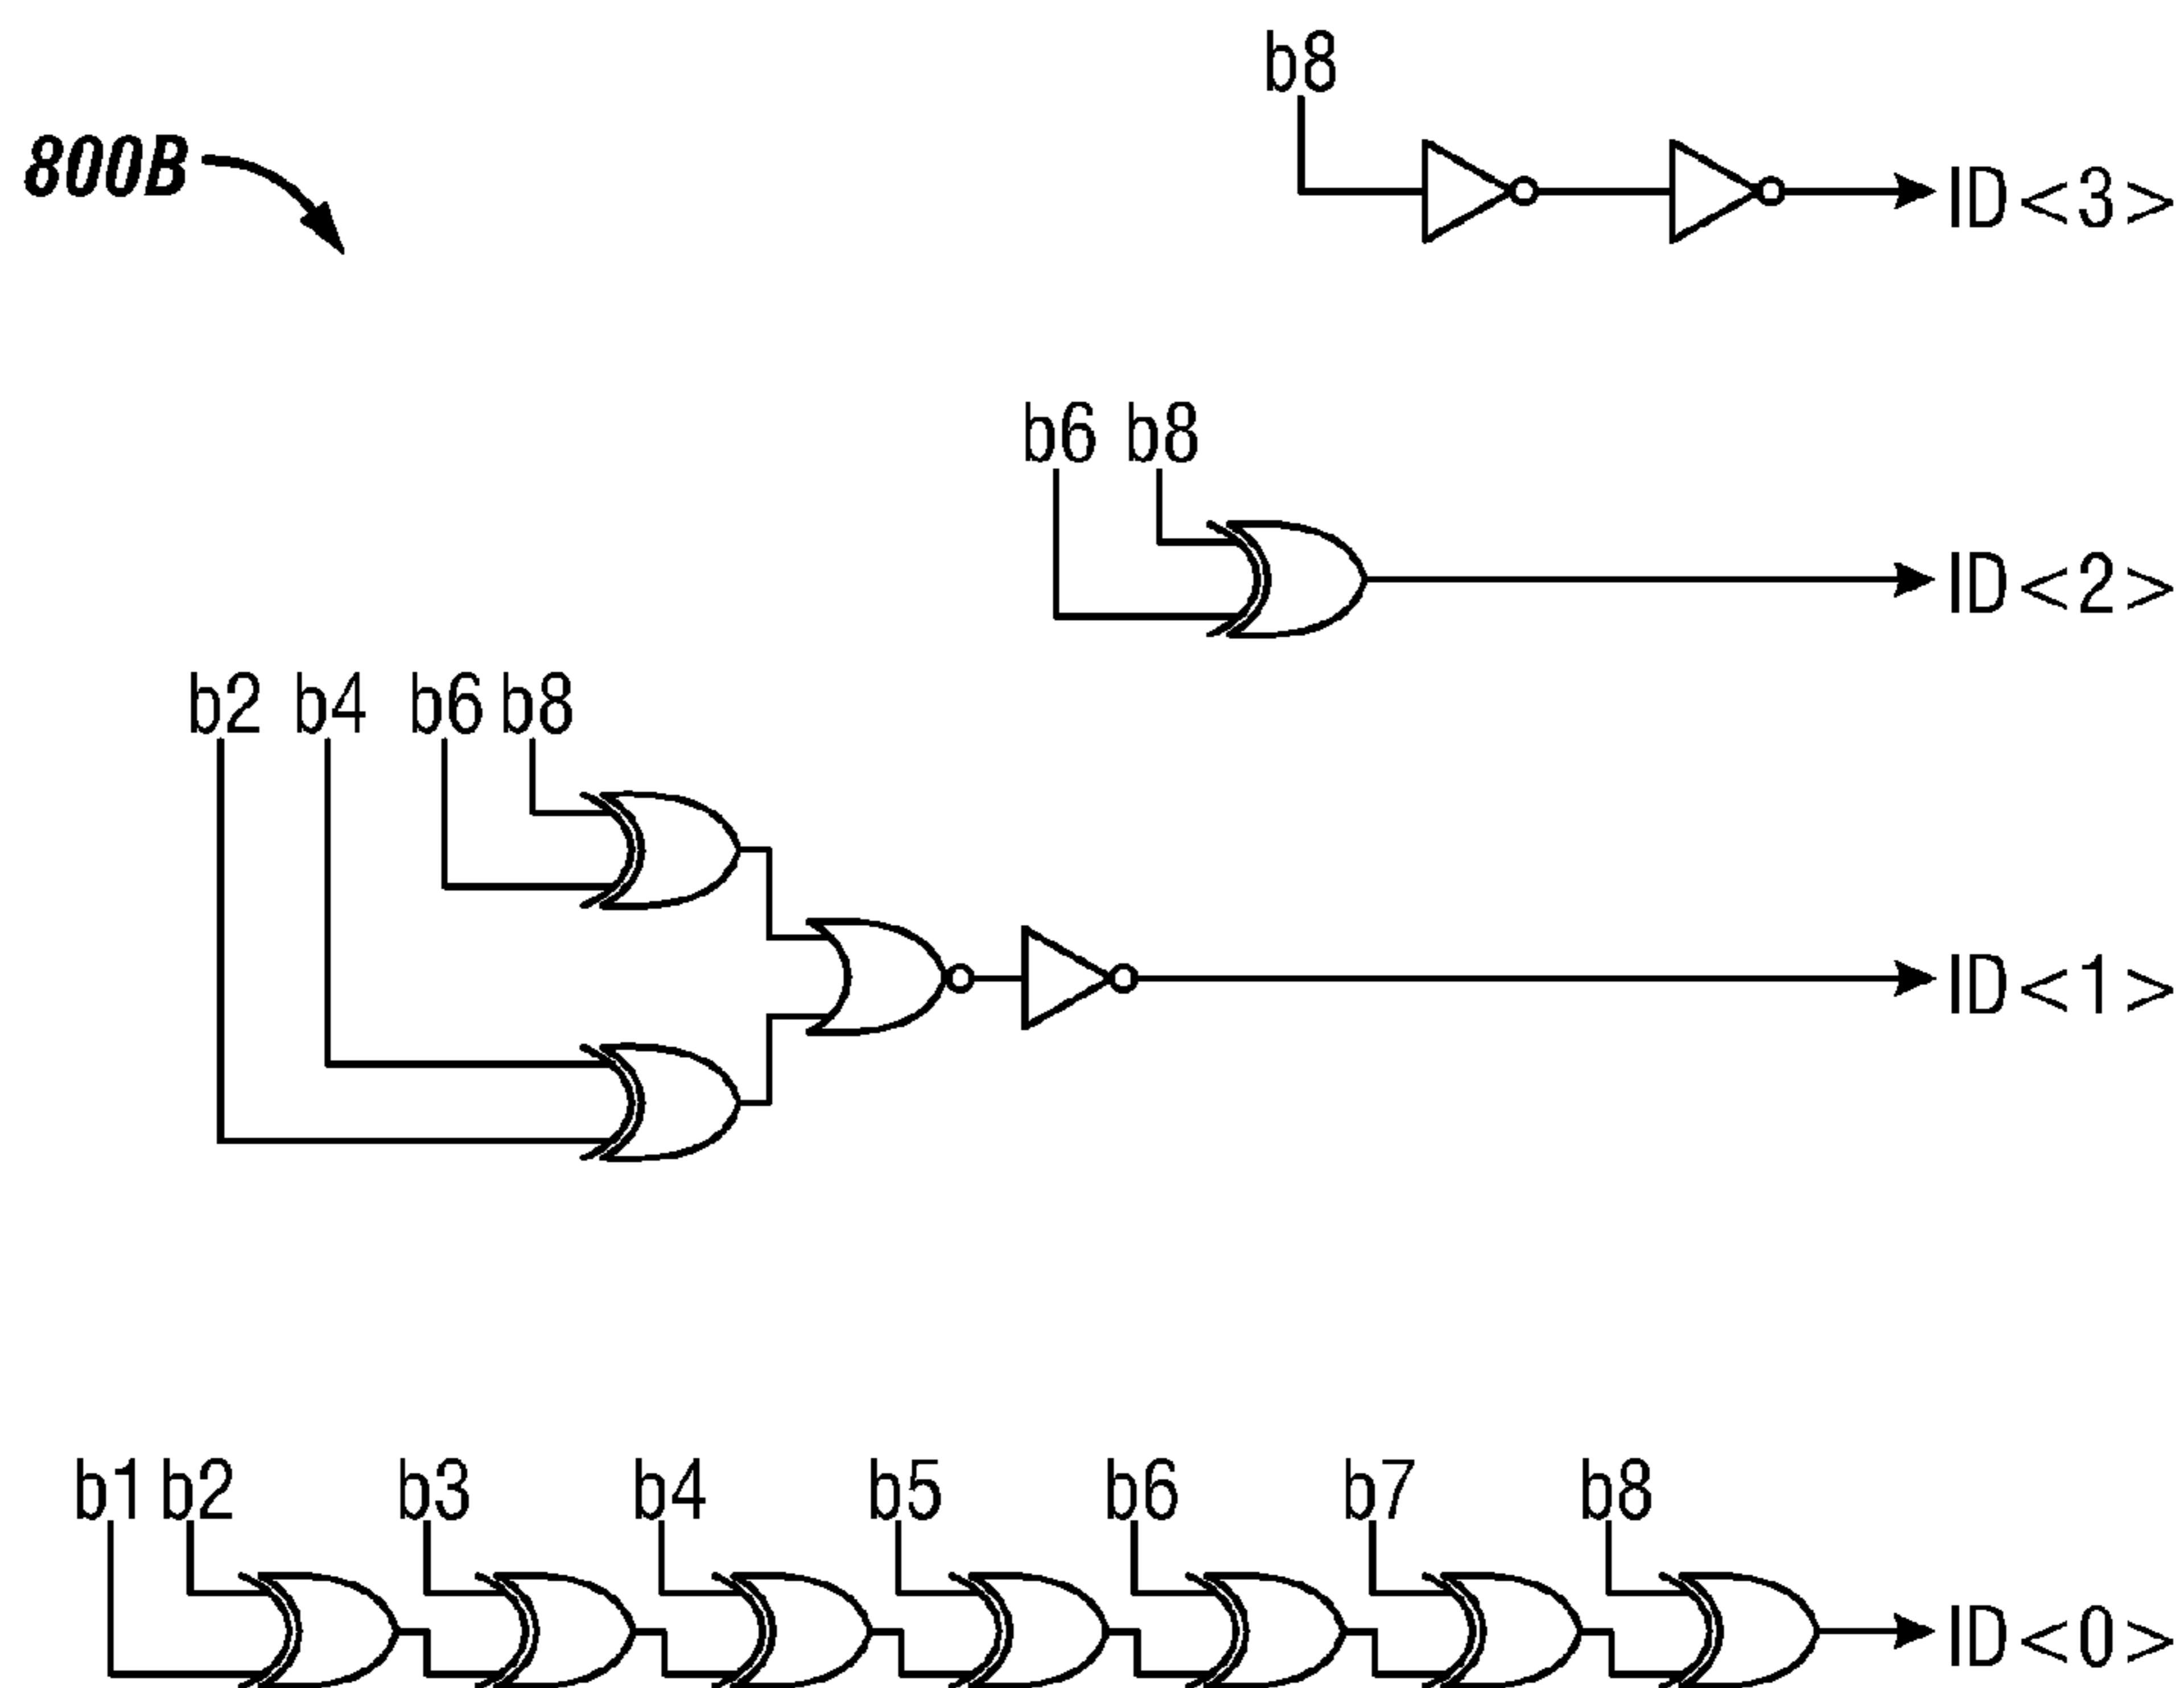 b8
800B
ID<3>
b6 b8
ID<2>
b2 b4 b6 b8
ID<1>
b1 b2 b3 b4 b5 b6 b7 b8
ID<0>